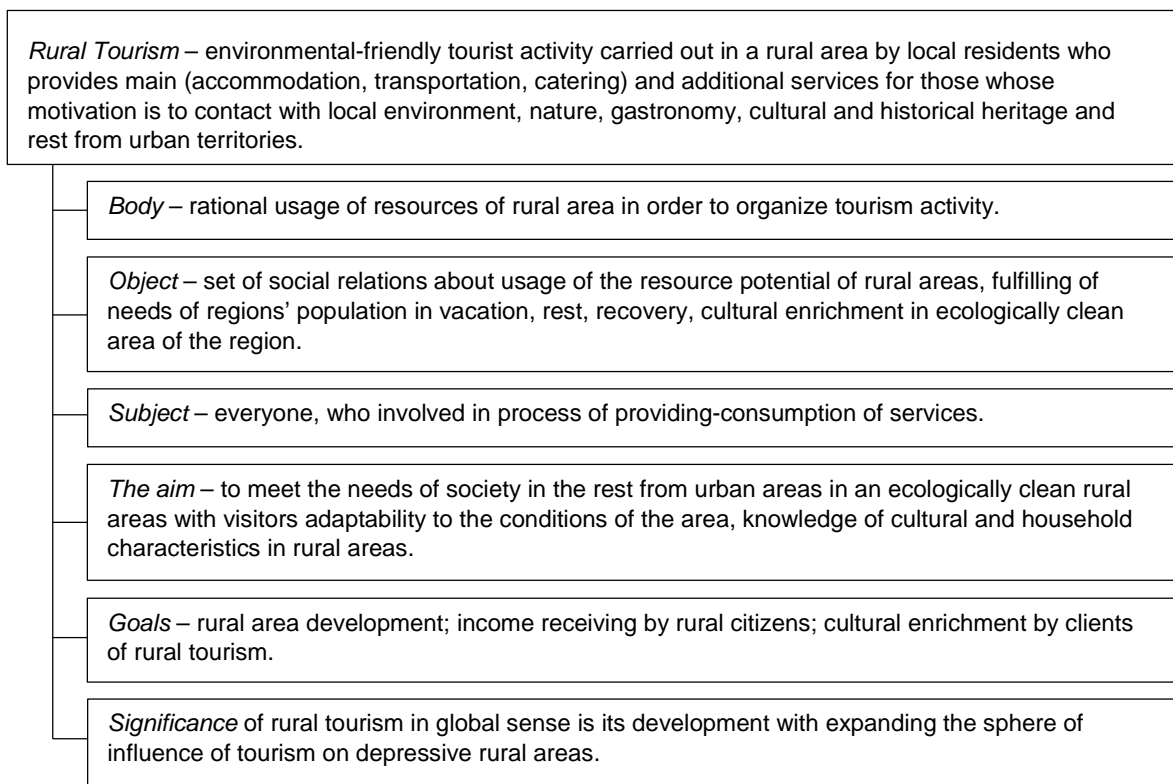 Rural Tourism – environmental-friendly tourist activity carried out in a rural area by local residents who
provides main (accommodation, transportation, catering) and additional services for those whose
motivation is to contact with local environment, nature, gastronomy, cultural and historical heritage and
rest from urban territories.
Body – rational usage of resources of rural area in order to organize tourism activity.
Object – set of social relations about usage of the resource potential of rural areas, fulfilling of
needs of regions’ population in vacation, rest, recovery, cultural enrichment in ecologically clean
area of the region.
Subject – everyone, who involved in process of providing-consumption of services.
The aim – to meet the needs of society in the rest from urban areas in an ecologically clean rural
areas with visitors adaptability to the conditions of the area, knowledge of cultural and household
characteristics in rural areas.
Goals – rural area development; income receiving by rural citizens; cultural enrichment by clients
of rural tourism.
Significance of rural tourism in global sense is its development with expanding the sphere of
influence of tourism on depressive rural areas.